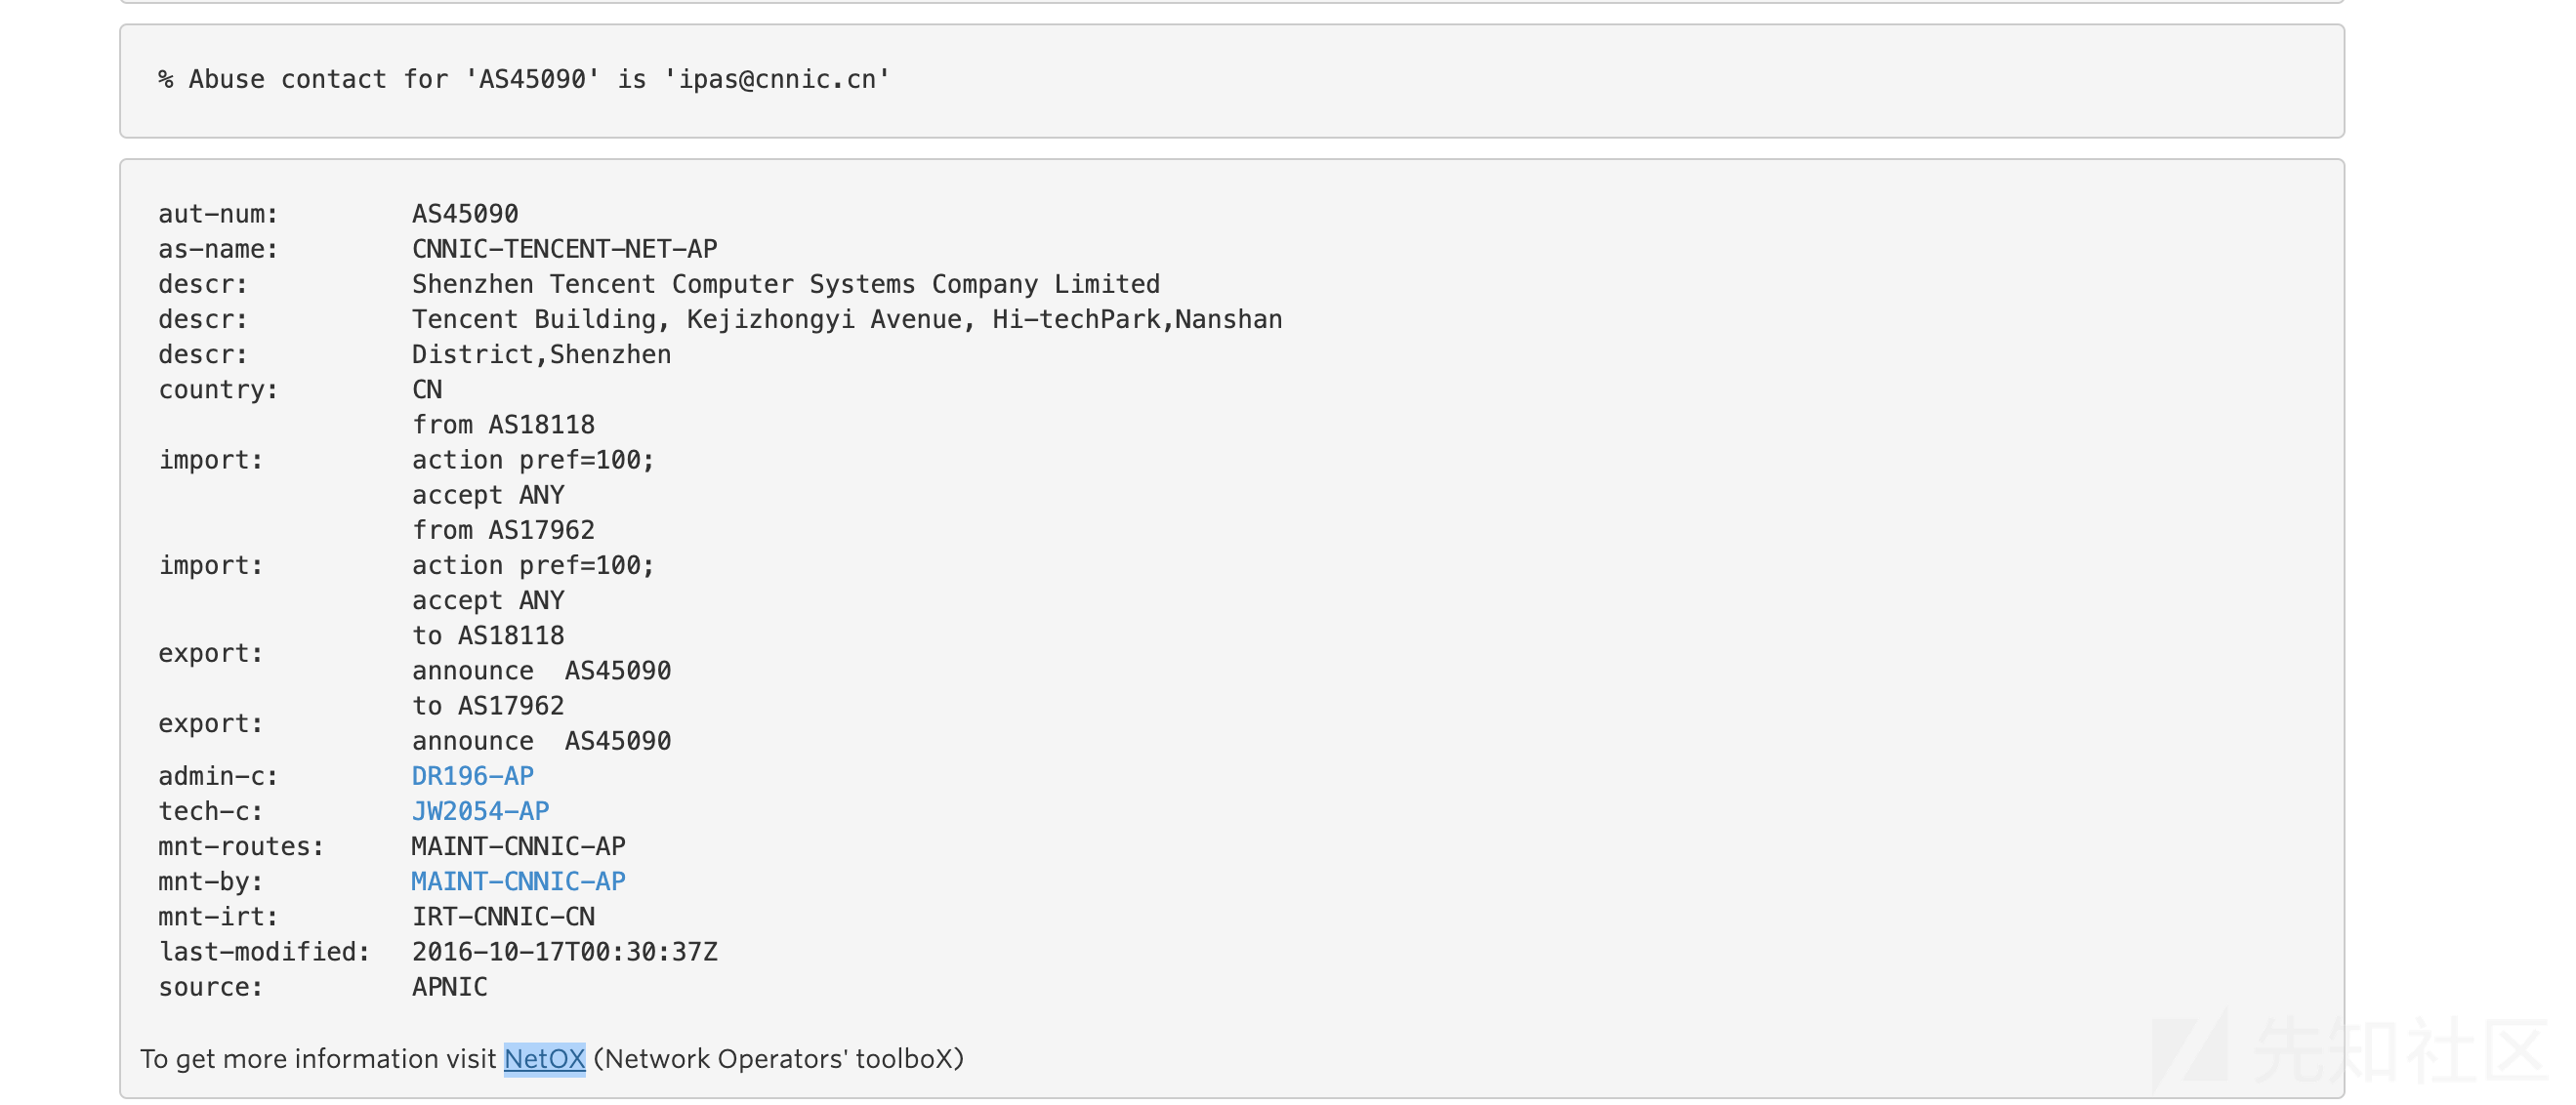 % Abuse contact for 'AS45090' is 'ipas@cnnic.cn'
aut-num: AS45090
as-name: CNNIC-TENCENT-NET-AP
descr: Shenzhen Tencent Computer Systems Company Limited
descr: Tencent Building, Kejizhongyi Avenue, Hi-techPark,Nanshan
descr: District,Shenzhen
country: CN
from AS18118
import: action pref=100;
accept ANY
from AS17962
import: action pref=100;
accept ANY
to AS18118
export:
announce  AS45090
to AS17962
export:
announce  AS45090
admin-c: DR196-AP
tech-c: JW2054-AP
mnt-routes: MAINT-CNNIC-AP
mnt-by: MAINT-CNNIC-AP
mnt-irt: IRT-CNNIC-CN
last-modified: 2016-10-17T00:30:37Z
source: APNIC
To get more information visit NetOX (Network Operators' toolboX)
先知社区